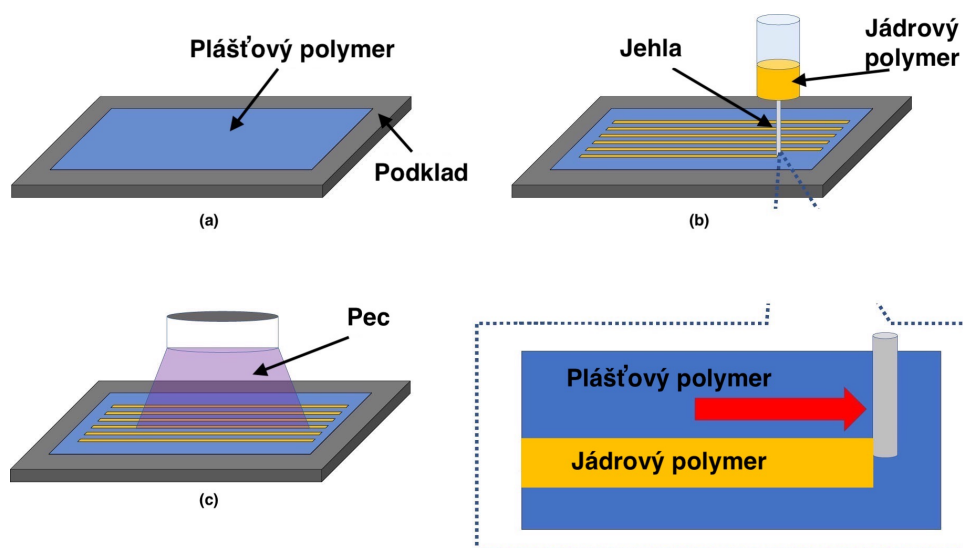 Plášťový polymer
Podklad
(a)
Jehla
Jádrový
polymer
(b)
Pec
(c)
Plášťový polymer
Jádrový polymer